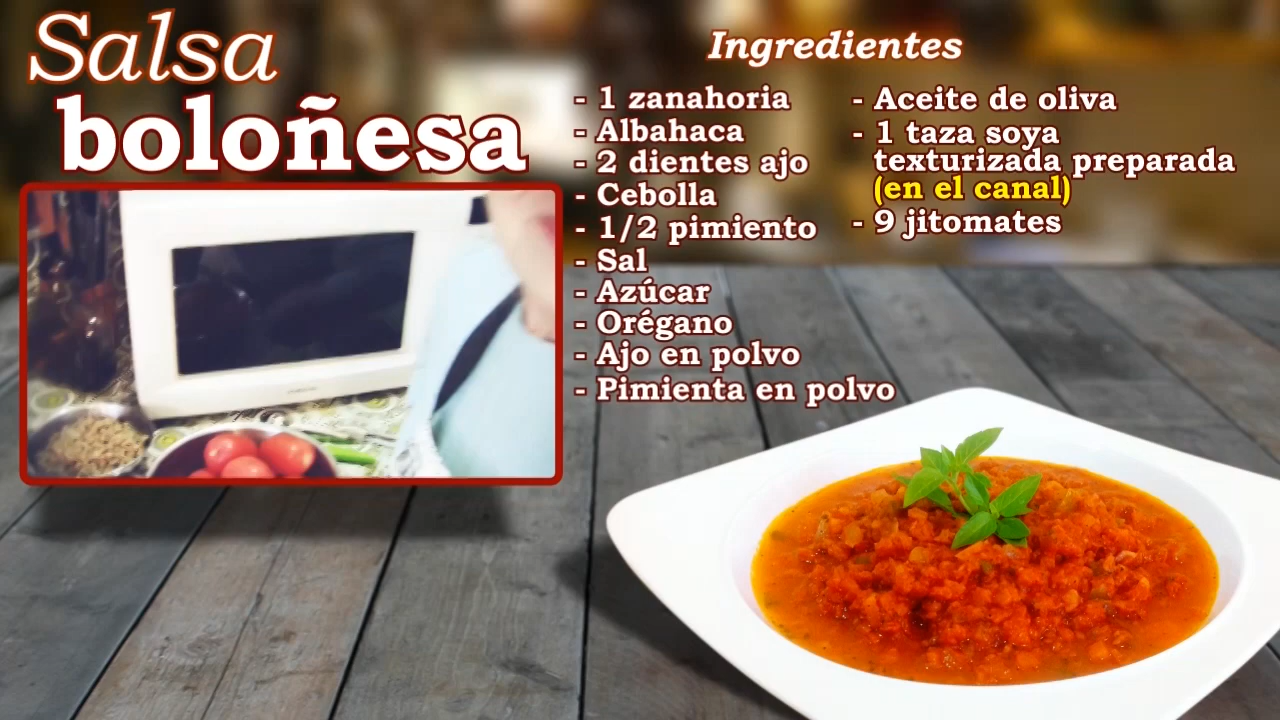 Salsa
boloñesa
Ingredientes
- 1 zanahoria
- Albahaca
- 2 dientes ajo
- Cebolla
- 1/2 pimiento
- Sal
- Azúcar
- Orégano
- Ajo en polvo
- Pimienta en polvo
- Aceite de oliva
- 1 taza soya
texturizada preparada
(en el canal)
- 9 jitomates